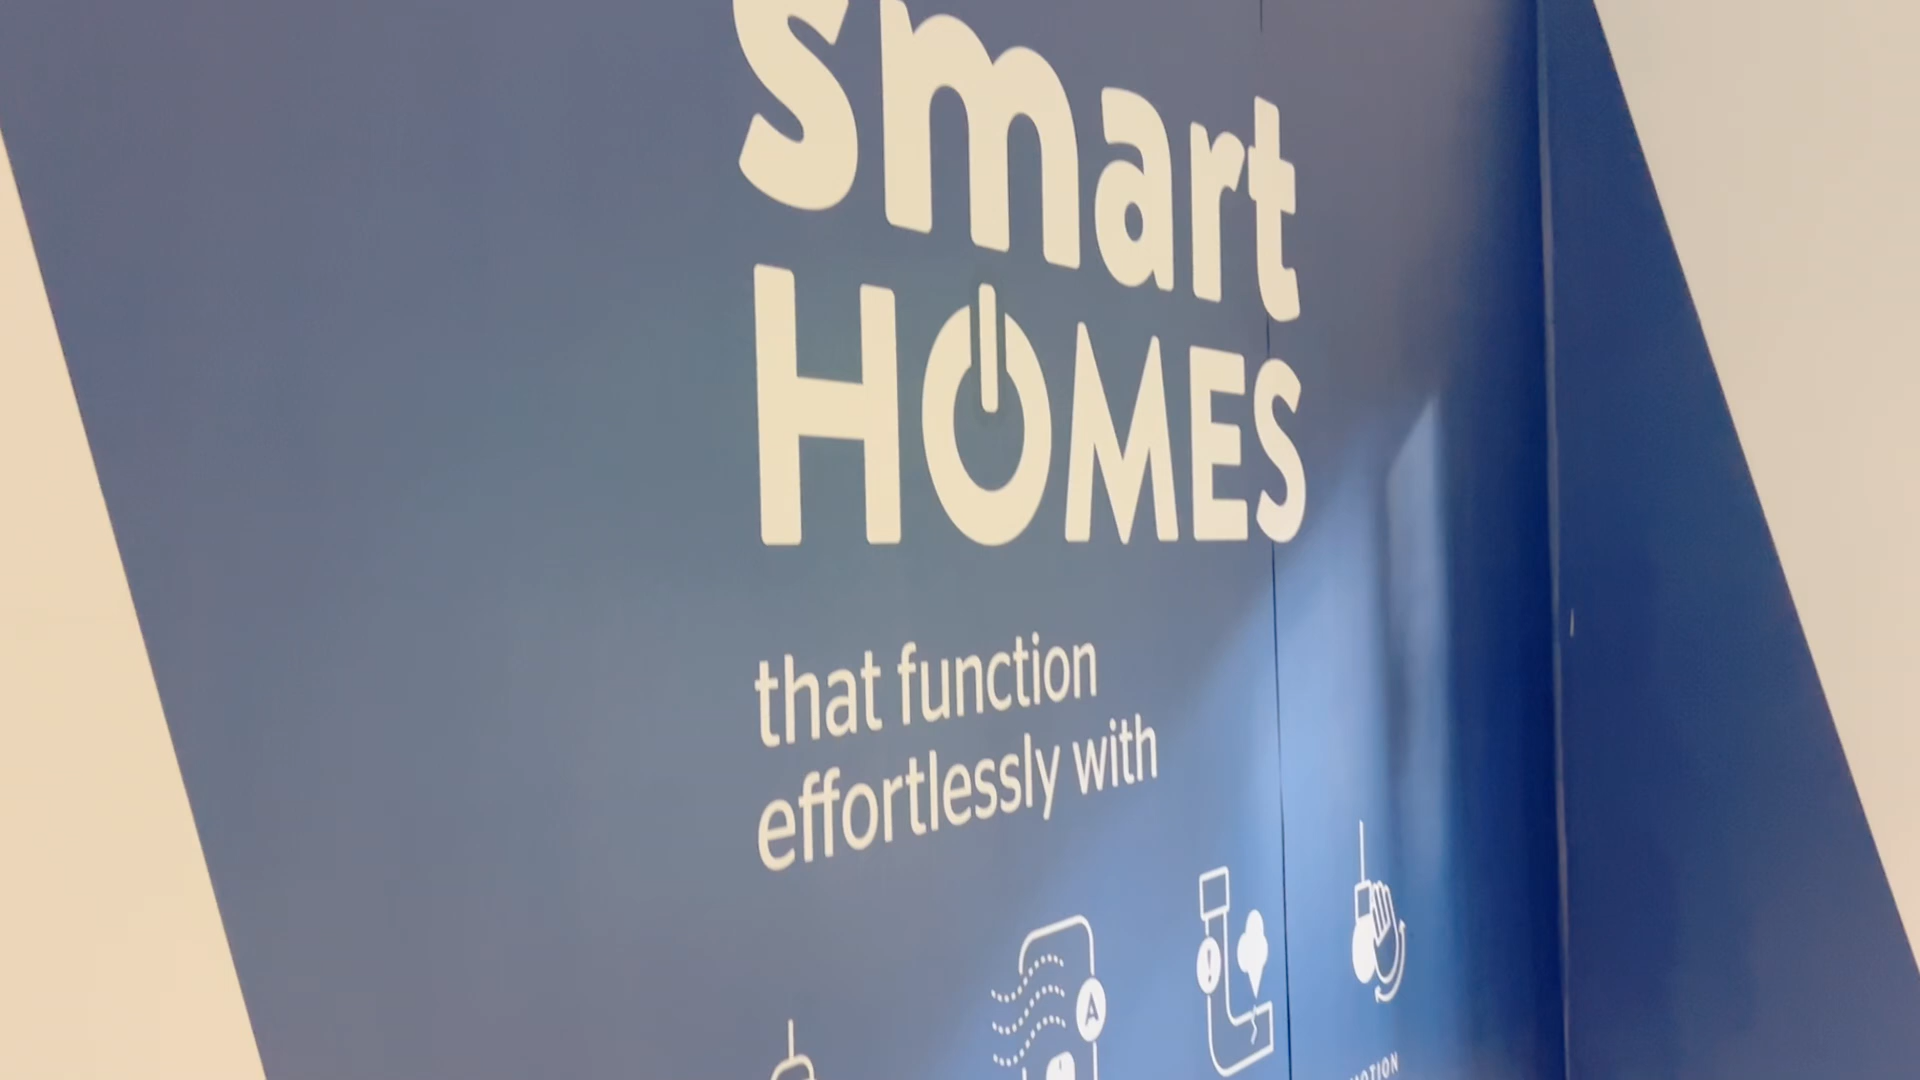 smart
HOMES
that function
effortlessly with
A
!